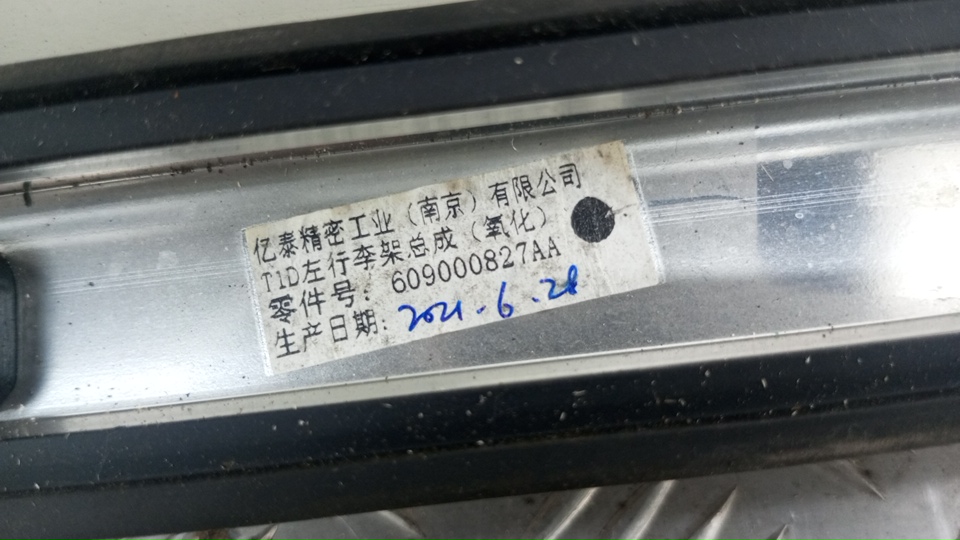 亿泰精密工业（南京）有限公司
T1D左行李架总成（氧化）
零件号：609000827AA
生产日期：2021.6.28